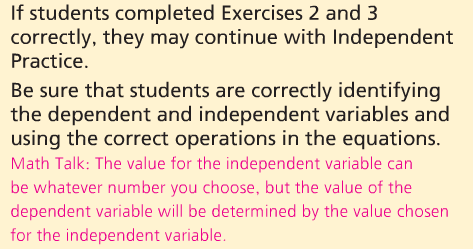 If students completed Exercises 2 and 3
correctly, they may continue with Independent
Practice.
Be sure that students are correctly identifying
the dependent and independent variables and
using the correct operations in the equations.
Math Talk: The value for the independent variable can
be whatever number you choose, but the value of the
dependent variable will be determined by the value chosen
for the independent variable.